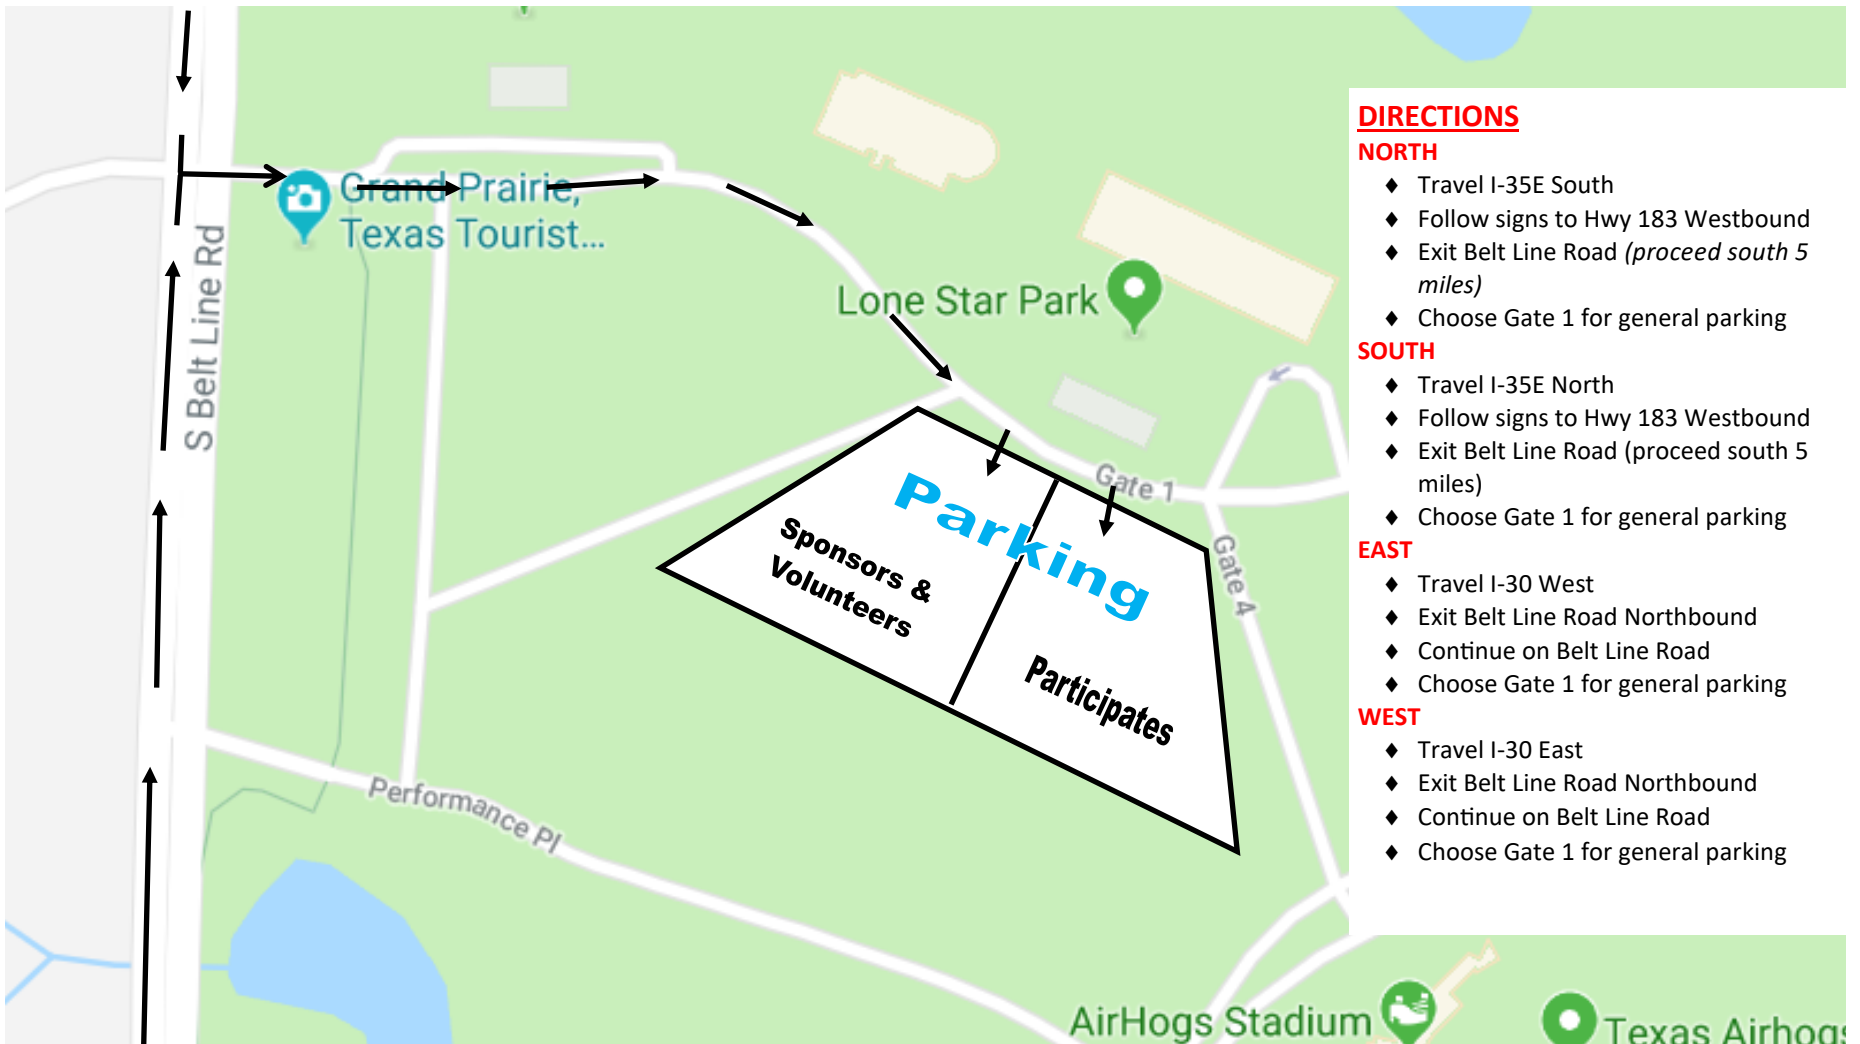 Grand Prairie,
Texas Tourist...
S Belt Line Rd
Lone Star Park
Gate 1
Gate 4
Parking
Sponsors &
Volunteers
Participates
Performance Pl
AirHogs Stadium
Texas Airhogs
DIRECTIONS
NORTH
♦ Travel I-35E South
♦ Follow signs to Hwy 183 Westbound
♦ Exit Belt Line Road (proceed south 5
miles)
♦ Choose Gate 1 for general parking
SOUTH
♦ Travel I-35E North
♦ Follow signs to Hwy 183 Westbound
♦ Exit Belt Line Road (proceed south 5
miles)
♦ Choose Gate 1 for general parking
EAST
♦ Travel I-30 West
♦ Exit Belt Line Road Northbound
♦ Continue on Belt Line Road
♦ Choose Gate 1 for general parking
WEST
♦ Travel I-30 East
♦ Exit Belt Line Road Northbound
♦ Continue on Belt Line Road
♦ Choose Gate 1 for general parking